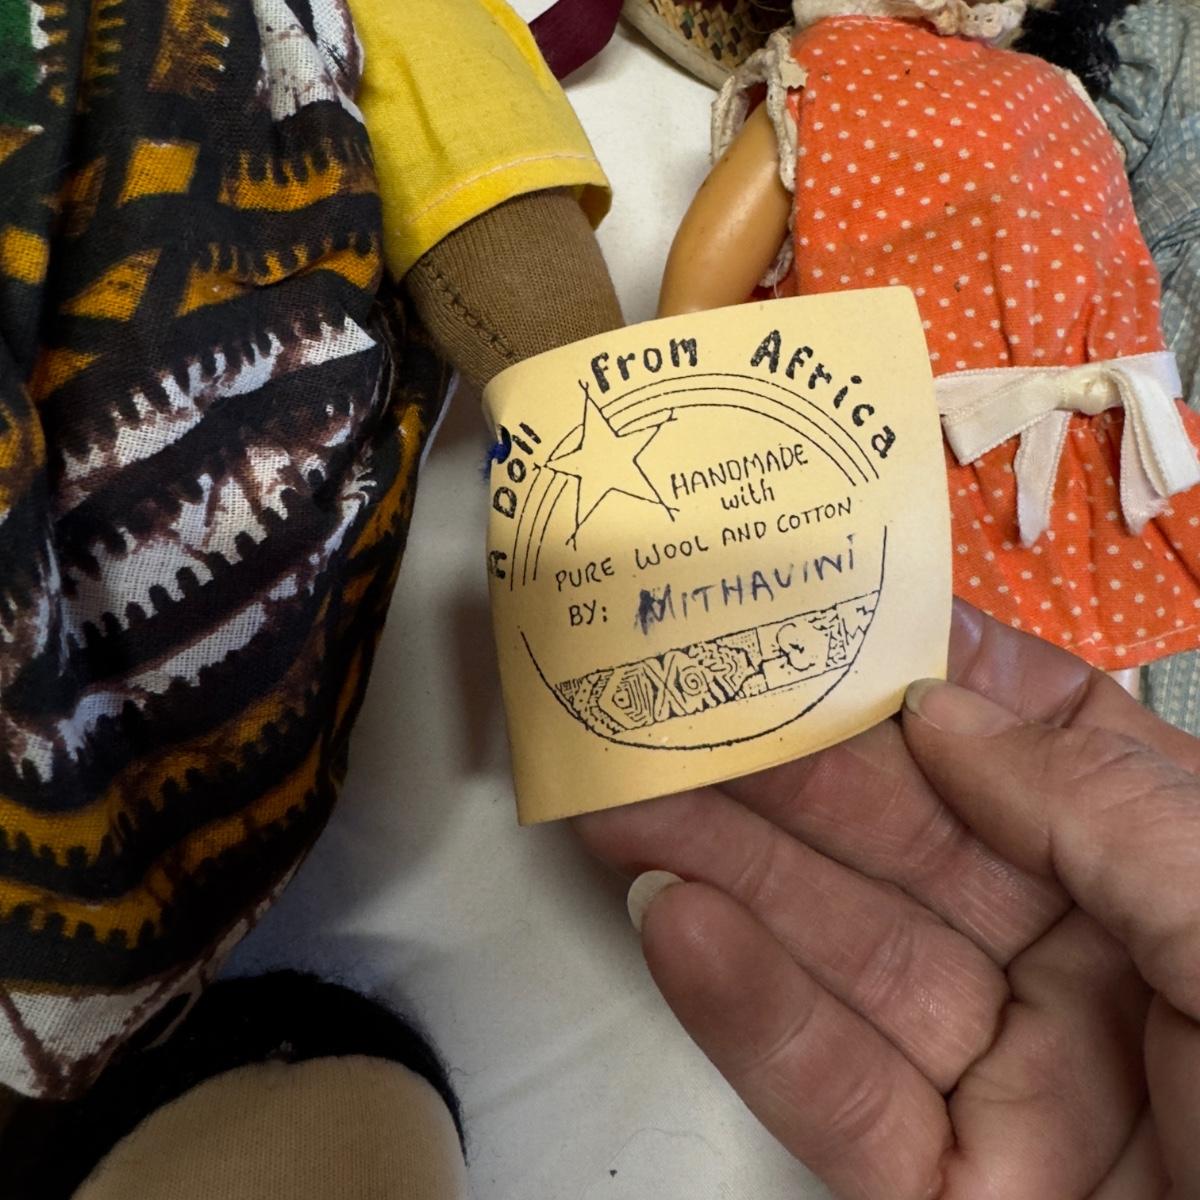 A Doll From Africa
HANDMADE
with
PURE WOOL AND COTTON
BY: MITHAVINI